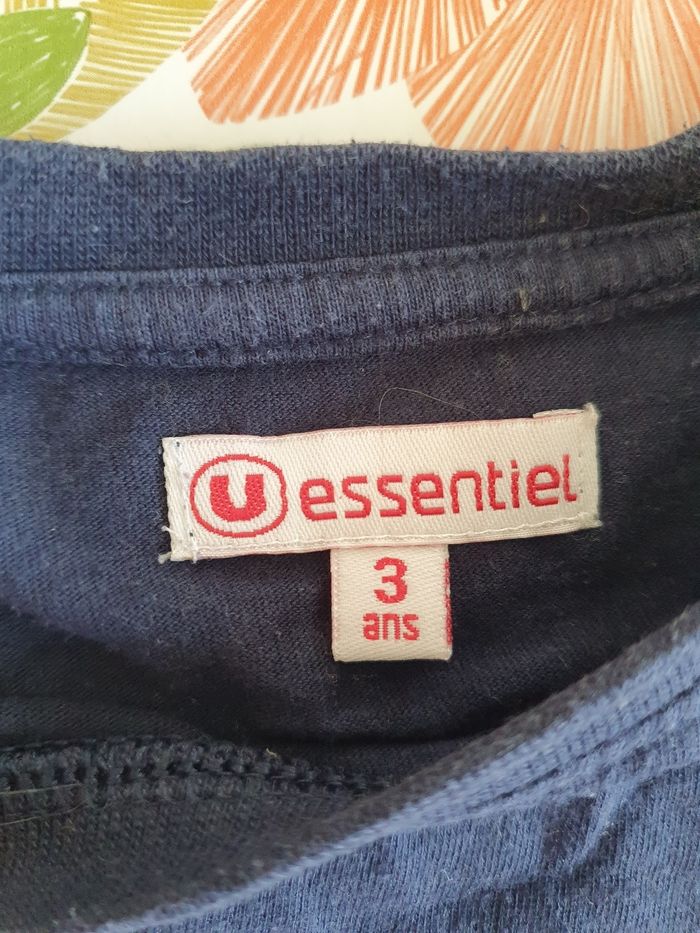 U essentiel
3
ans